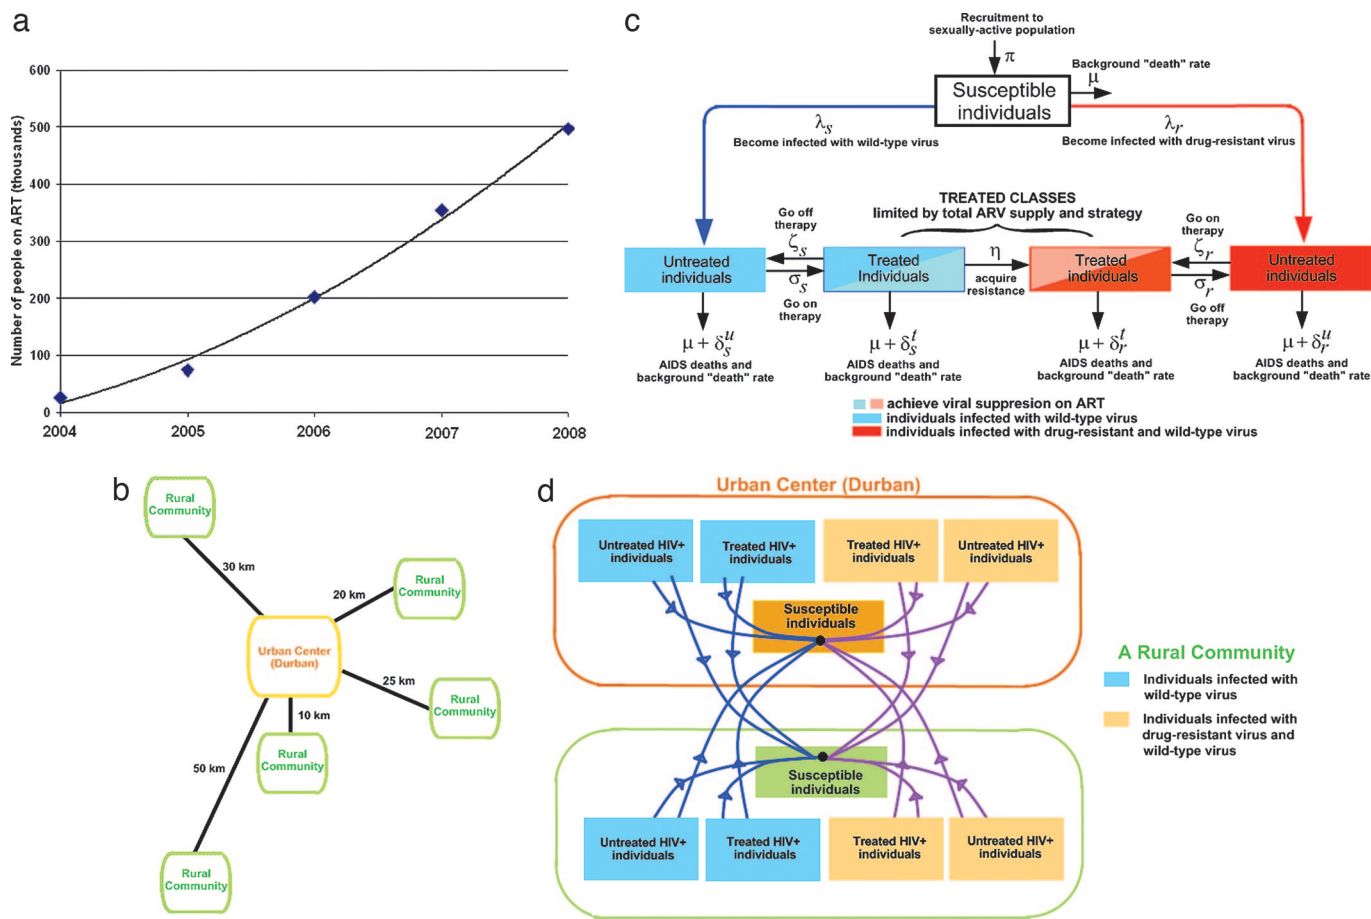 a
Number of people on ART (thousands)
600
500
400
300
200
100
0
2004
2005
2006
2007
2008
c
Recruitment to
sexually-active population
π
Background "death" rate
μ
Susceptible
individuals
λs
Become infected with wild-type virus
λr
Become infected with drug-resistant virus
TREATED CLASSES
limited by total ARV supply and strategy
Go off
therapy
ζs
σs
Go on
therapy
η
acquire
resistance
Go on
therapy
ζr
σr
Go off
therapy
Untreated
individuals
Treated
Individuals
Treated
individuals
Untreated
individuals
μ + δsᵘ
AIDS deaths and
background "death" rate
μ + δsᵗ
AIDS deaths and
background "death" rate
μ + δrᵗ
AIDS deaths and
background "death" rate
μ + δrᵘ
AIDS deaths and
background "death" rate
achieve viral suppresion on ART
individuals infected with wild-type virus
individuals infected with drug-resistant and wild-type virus
b
Rural
Community
30 km
20 km
Rural
Community
Urban Center
(Durban)
25 km
Rural
Community
10 km
Rural
Community
50 km
Rural
Community
d
Urban Center (Durban)
Untreated HIV+
individuals
Treated HIV+
individuals
Treated HIV+
individuals
Untreated HIV+
individuals
Susceptible
individuals
Susceptible
individuals
Untreated HIV+
individuals
Treated HIV+
individuals
Treated HIV+
individuals
Untreated HIV+
individuals
A Rural Community
Individuals infected with
wild-type virus
Individuals infected with
drug-resistant virus and
wild-type virus